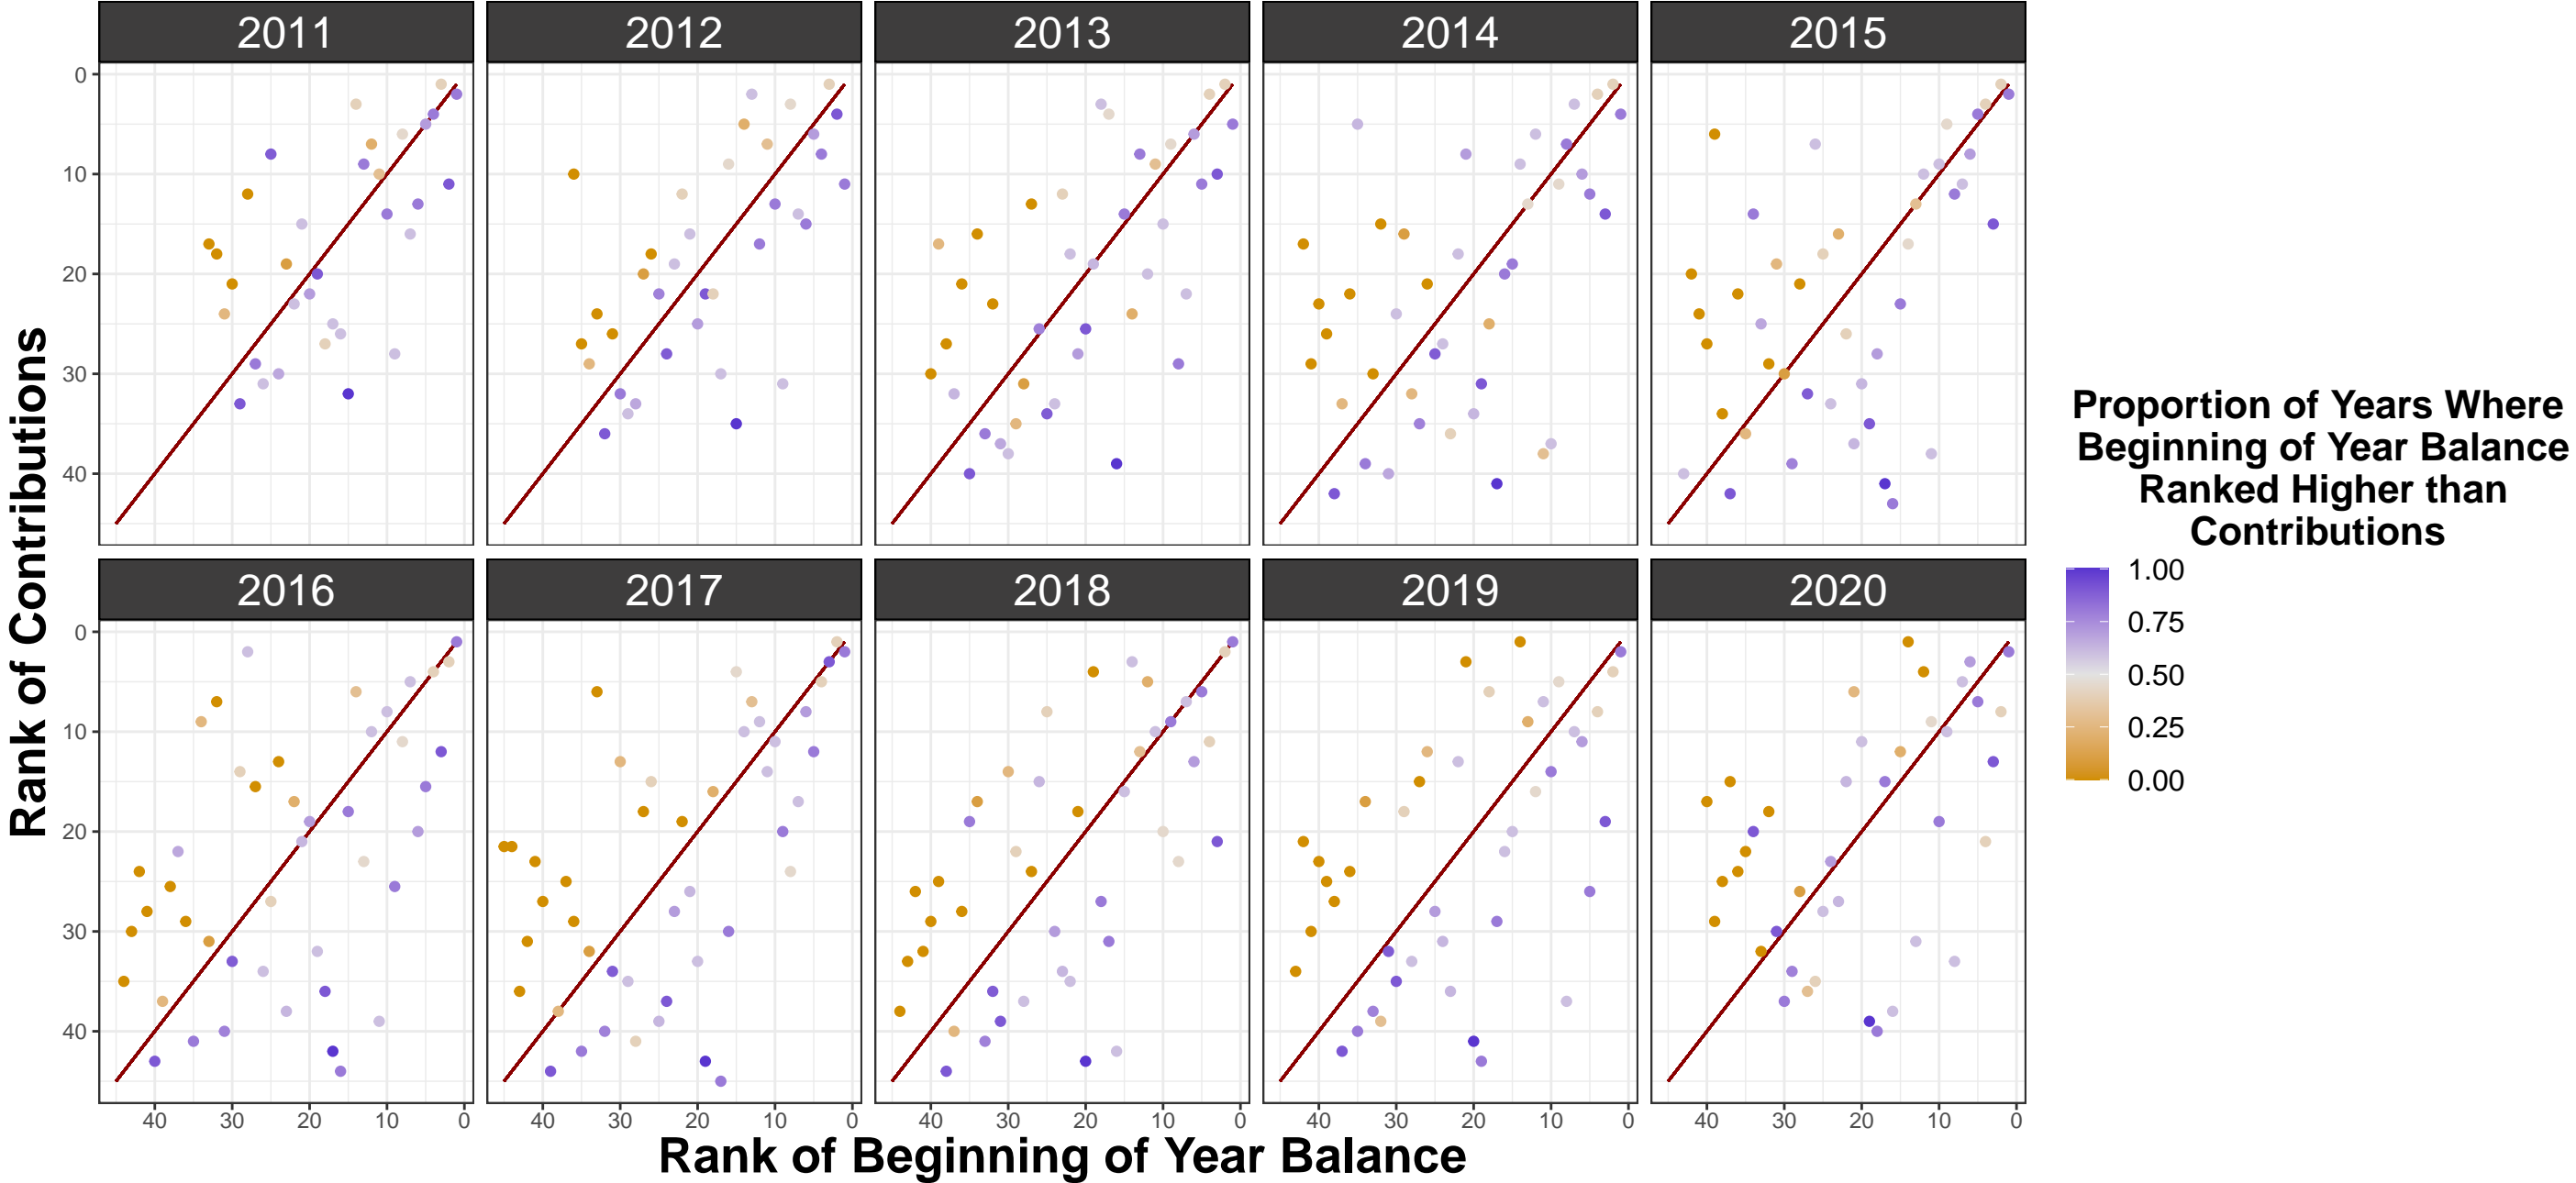 2011 2012 2013 2014 2015
0
10
20
30
40
2016 2017 2018 2019 2020
0
10
20
30
40
40 30 20 10 0 40 30 20 10 0 40 30 20 10 0 40 30 20 10 0 40 30 20 10 0
Rank of Beginning of Year Balance
Rank of Contributions
Proportion of Years Where
Beginning of Year Balance
Ranked Higher than
Contributions
1.00
0.75
0.50
0.25
0.00